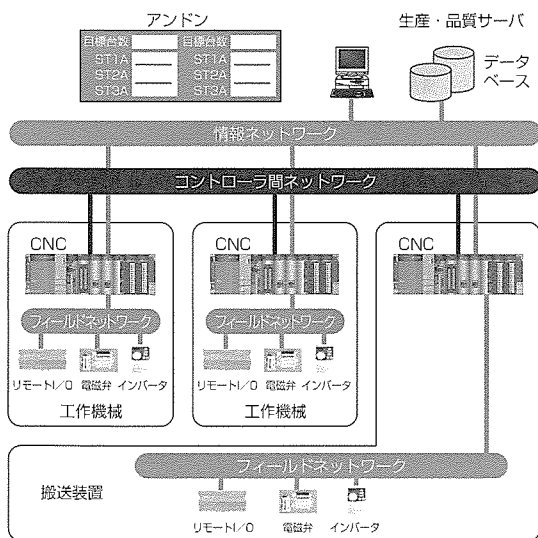 アンドン
生産・品質サーバ
目標台数 目標台数
ST1A ST1A
ST2A ST2A
ST3A ST3A
データ
ベース
情報ネットワーク
コントローラ間ネットワーク
CNC CNC CNC
フィールドネットワーク フィールドネットワーク
リモートI/O 電磁弁 インバータ リモートI/O 電磁弁 インバータ
工作機械 工作機械
フィールドネットワーク
搬送装置
リモートI/O 電磁弁 インバータ